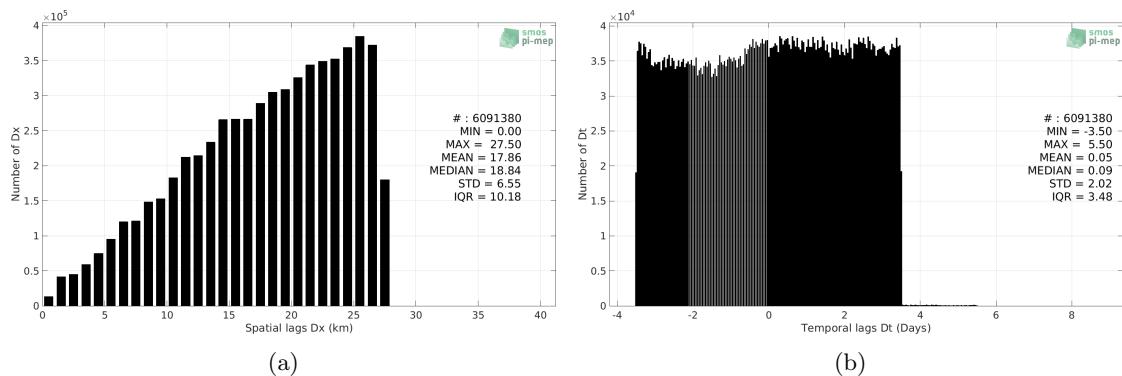 ×10⁵
4
3.5
3
2.5
2
1.5
1
0.5
0
Number of Dx
0 5 10 15 20 25 30 35 40
Spatial lags Dx (km)
smos
pi-mep
# : 6091380
MIN = 0.00
MAX = 27.50
MEAN = 17.86
MEDIAN = 18.84
STD = 6.55
IQR = 10.18
(a)
×10⁴
4
3.5
3
2.5
2
1.5
1
0.5
0
Number of Dt
-4 -2 0 2 4 6 8
Temporal lags Dt (Days)
smos
pi-mep
# : 6091380
MIN = -3.50
MAX = 5.50
MEAN = 0.05
MEDIAN = 0.09
STD = 2.02
IQR = 3.48
(b)